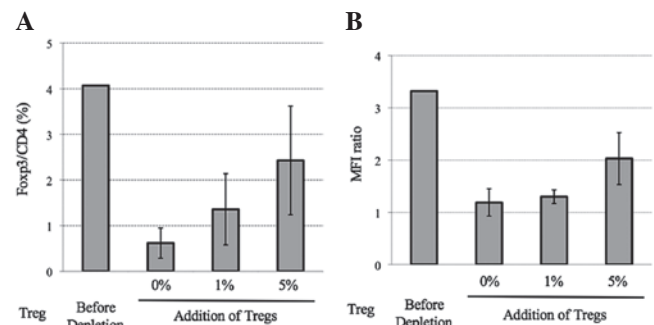 A
Foxp3/CD4 (%)
5
4
3
2
1
0
0% 1% 5%
Treg Before Depletion Addition of Tregs
B
MFI ratio
4
3
2
1
0
0% 1% 5%
Treg Before Depletion Addition of Tregs